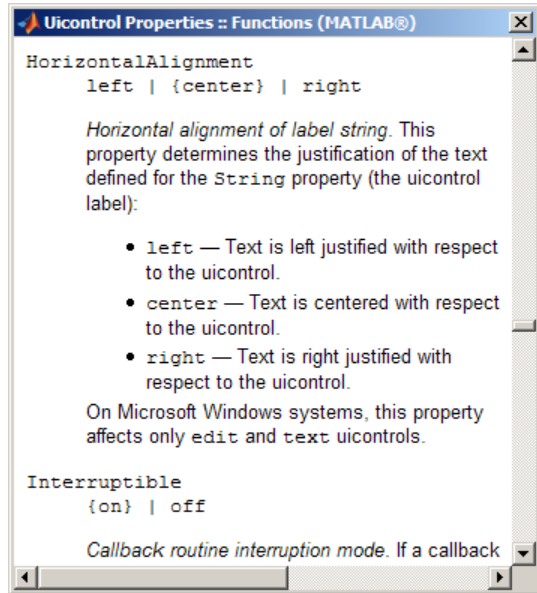 Uicontrol Properties :: Functions (MATLAB®)
HorizontalAlignment
left | {center} | right
Horizontal alignment of label string. This
property determines the justification of the text
defined for the String property (the uicontrol
label):
• left — Text is left justified with respect
to the uicontrol.
• center — Text is centered with respect
to the uicontrol.
• right — Text is right justified with
respect to the uicontrol.
On Microsoft Windows systems, this property
affects only edit and text uicontrols.
Interruptible
{on} | off
Callback routine interruption mode. If a callback